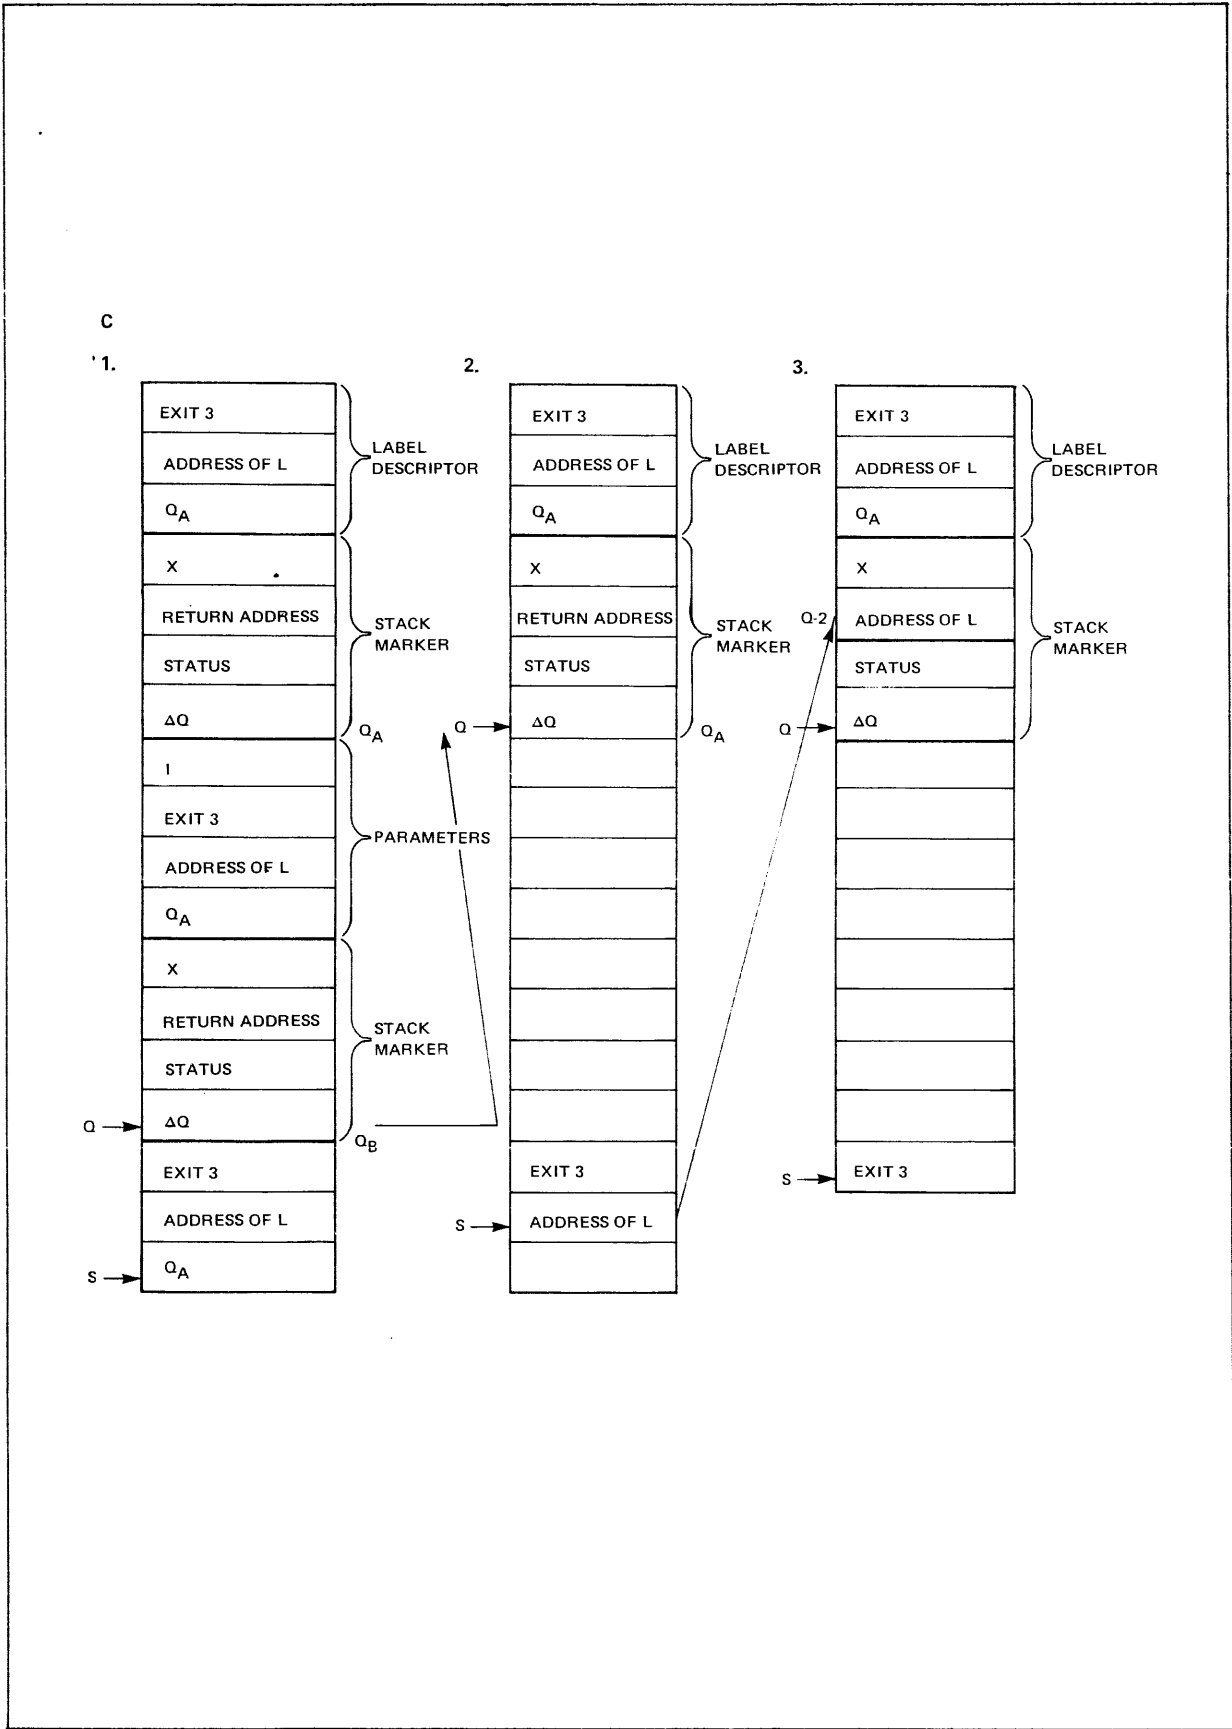 C
1.
EXIT 3
ADDRESS OF L
QA
LABEL
DESCRIPTOR
X
RETURN ADDRESS
STATUS
ΔQ
STACK
MARKER
QA
1
EXIT 3
ADDRESS OF L
QA
PARAMETERS
X
RETURN ADDRESS
STATUS
Q
ΔQ
STACK
MARKER
QB
EXIT 3
ADDRESS OF L
S
QA
2.
EXIT 3
ADDRESS OF L
QA
LABEL
DESCRIPTOR
X
RETURN ADDRESS
STATUS
Q
ΔQ
STACK
MARKER
QA
EXIT 3
S
ADDRESS OF L
3.
EXIT 3
ADDRESS OF L
QA
LABEL
DESCRIPTOR
X
Q-2
ADDRESS OF L
STATUS
Q
ΔQ
STACK
MARKER
S
EXIT 3